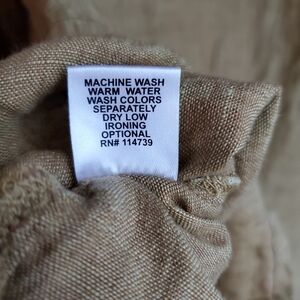 MACHINE WASH
WARM WATER
WASH COLORS
SEPARATELY
DRY LOW
IRONING
OPTIONAL
RN# 114739